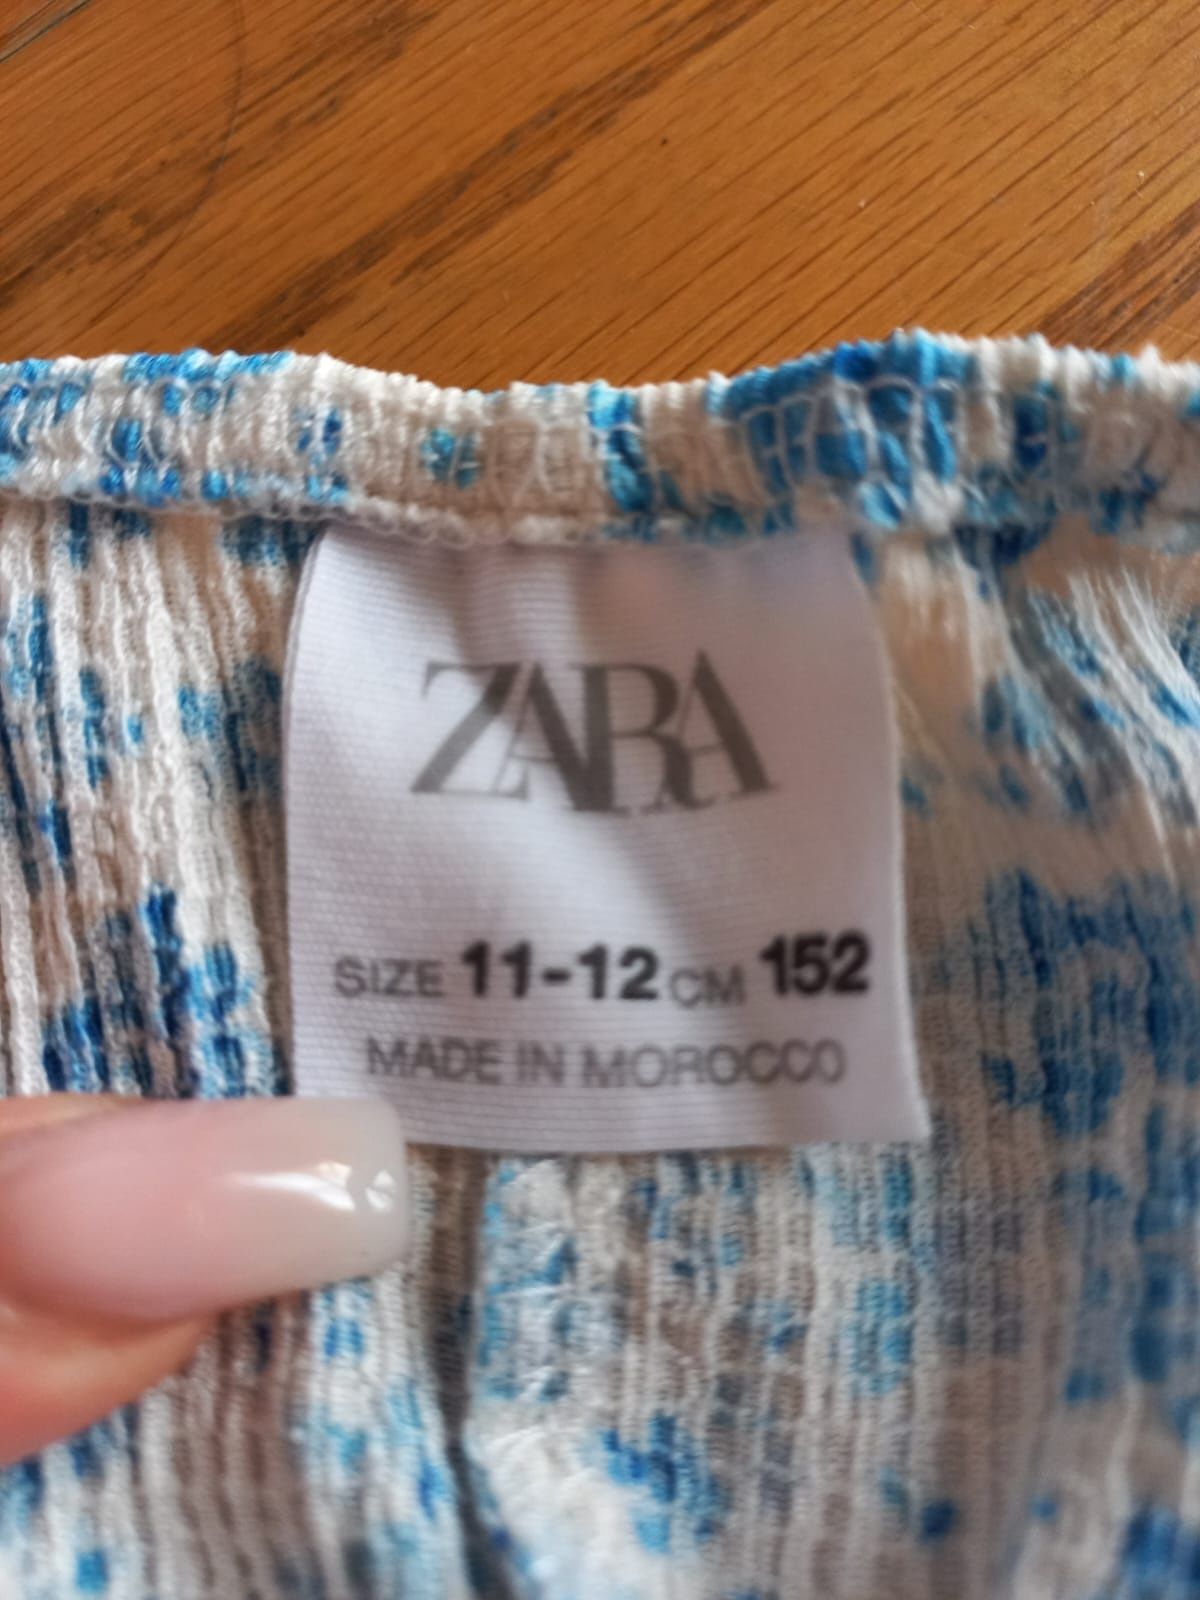 ZARA
SIZE 11-12 CM 152
MADE IN MOROCCO